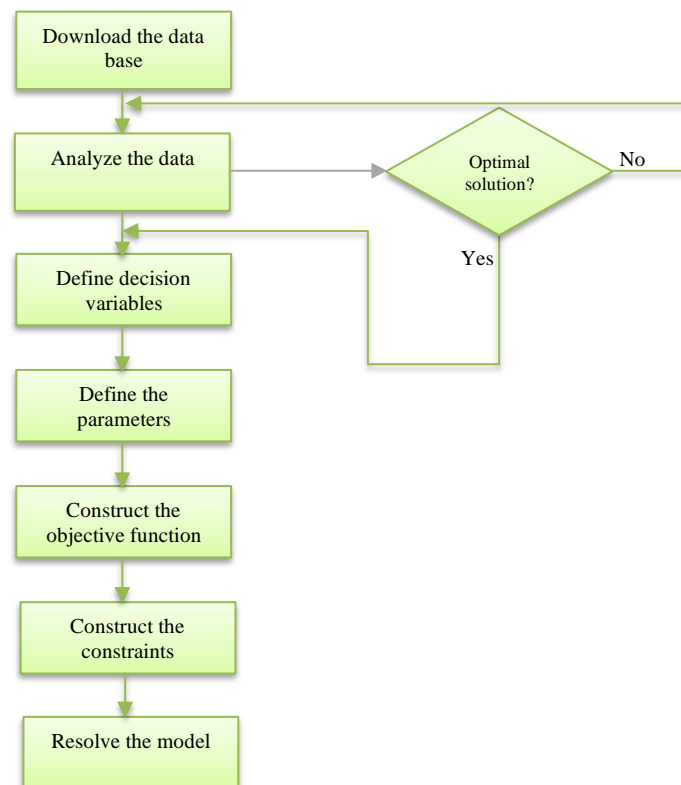 Download the data
base
Analyze the data
Optimal
solution?
No
Yes
Define decision
variables
Define the
parameters
Construct the
objective function
Construct the
constraints
Resolve the model